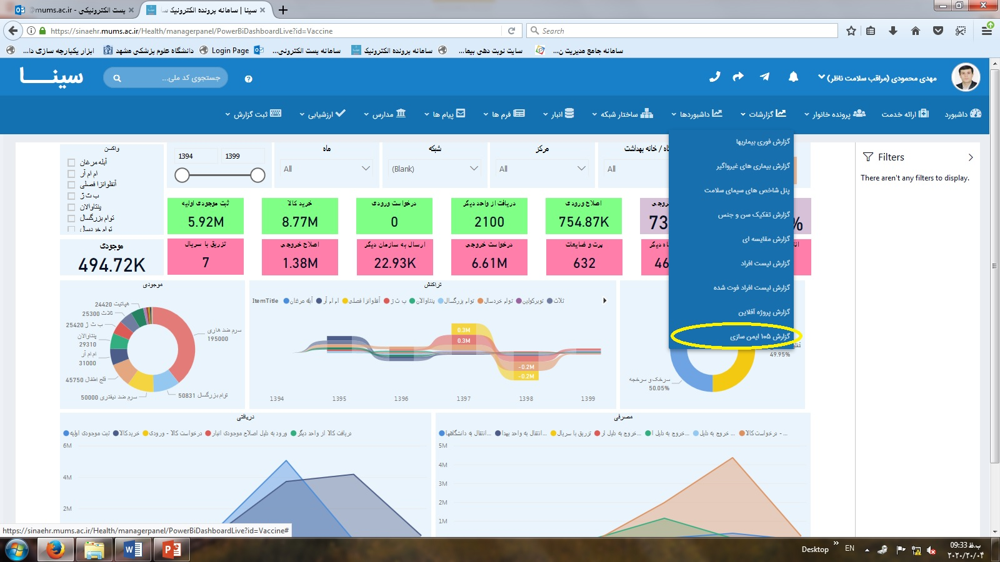 پست الکترونیکی - @mums.ac.ir
سینا | سامانه پرونده الکترونیک سـ
https://sinaehr.mums.ac.ir/Health/managerpanel/PowerBiDashboardLive?id=Vaccine
Search
ابزار یکپارچه سازی دا...
دانشگاه علوم پزشکی مشهد
Login Page
سامانه پست الکترونی...
سامانه پرونده الکترونیک
سایت نوبت دهی بیما...
سامانه جامع مدیریت ن...
سینا
جستجوی کد ملی...
مهدی محمودی (مراقب سلامت ناظر)
داشبورد
ارائه خدمت
پرونده خانوار
گزارشات
داشبوردها
ساختار شبکه
انبار
فرم ها
پیام ها
مدارس
ارزشیابی
ثبت گزارش
گزارش فوری بیماریها
گزارش بیماری های غیرواگیر
پنل شاخص های سیمای سلامت
گزارش تفکیک سن و جنس
گزارش مقایسه ای
گزارش لیست افراد
گزارش لیست افراد فوت شده
گزارش پروژه آفلاین
گزارش ۱۰۵ ایمن سازی
Filters
There aren't any filters to display.
واکسن
آبله مرغان
ام ام آر
آنفلوانزا فصلی
ب ث ژ
پنتاوالان
توام بزرگسال
توام خردسال
1394
1399
ماه
All
شبکه
(Blank)
مرکز
All
گاه / خانه بهداشت
All
ثبت موجودی اولیه
5.92M
خرید کالا
8.77M
درخواست ورودی
0
دریافت از واحد دیگر
2100
اصلاح ورودی
754.87K
خروجی
73
%
موجودی
494.72K
تزریق با سریال
7
اصلاح خروجی
1.38M
ارسال به سازمان دیگر
22.93K
درخواست خروجی
6.61M
پرت و ضایعات
632
اه دیگر
46
انتقـ
موجودی
هپاتیت 24420
ثلاث 25300
ب ث ژ 25420
پنتاوالان
29310
ام ام آر
31000
فلج اطفال 45750
سرم ضد دیفتری 50000
توام بزرگسال 50831
سرم ضد هاری
195000
تراکنش
ItemTitle
آبله مرغان
ام ام آر
آنفلوانزا فصلی
ب ث ژ
پنتاوالان
توام بزرگسال
توام خردسال
توبرکولین
ثلاث
0.3M
0.3M
-0.2M
-0.2M
1394 1395 1396 1397 1398 1399
49.95%
سرخک و سرخجه
50.05%
دریافتی
ثبت موجودی اولیه
خرید کالا
درخواست کالا - ورودی
ورود به دلیل اصلاح موجودی انبار
دریافت کالا از واحد دیگر
6M
4M
2M
مصرفی
انتقال به دانشگاهها...
انتقال به واحد بهدا...
تزریق با سریال
خروج به دلیل از...
خروج به دلیل ا...
خروج به دلیل ...
درخواست کالا - ...
5M
4M
3M
2M
1M
https://sinaehr.mums.ac.ir/Health/managerpanel/PowerBiDashboardLive?id=Vaccine#
Desktop
EN
09:33 ب.ظ
۲۰۲۰/۲۰/۰۴